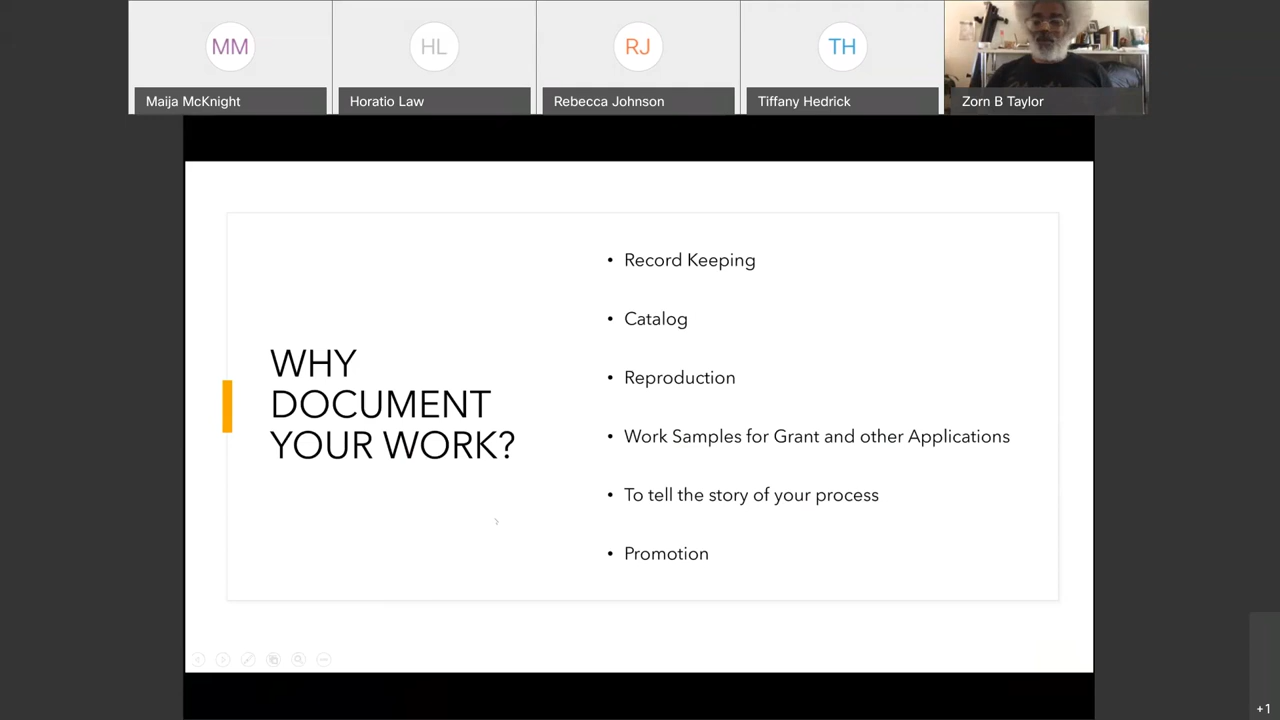 MM
HL
RJ
TH
Maija McKnight
Horatio Law
Rebecca Johnson
Tiffany Hedrick
Zorn B Taylor
WHY
DOCUMENT
YOUR WORK?
• Record Keeping
• Catalog
• Reproduction
• Work Samples for Grant and other Applications
• To tell the story of your process
• Promotion
+1